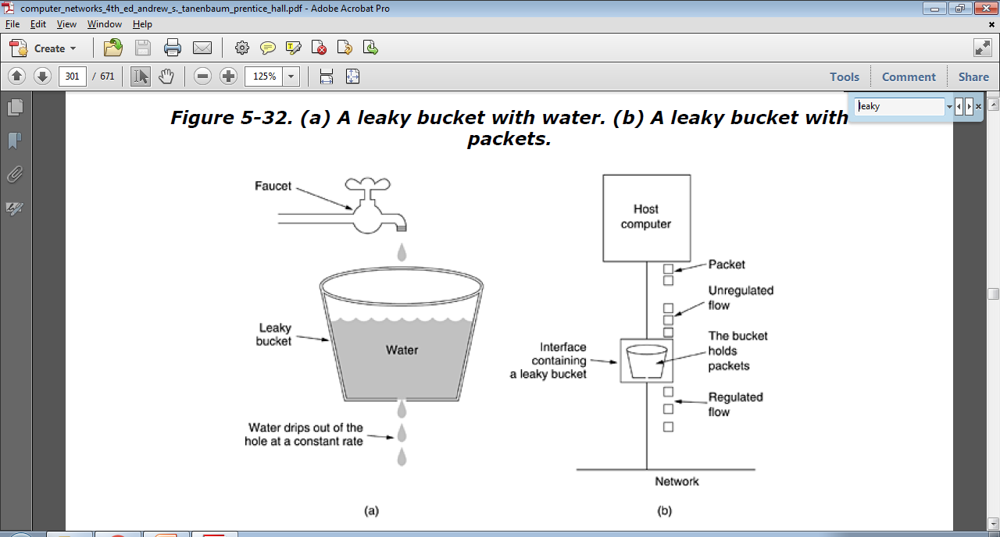 computer_networks_4th_ed_andrew_s._tanenbaum_prentice_hall.pdf - Adobe Acrobat Pro
File Edit View Window Help
Create
301 / 671
125%
Tools Comment Share
leaky
Figure 5-32. (a) A leaky bucket with water. (b) A leaky bucket with
packets.
Faucet
Leaky
bucket
Water
Water drips out of the
hole at a constant rate
(a)
Host
computer
Packet
Unregulated
flow
The bucket
holds
packets
Interface
containing
a leaky bucket
Regulated
flow
Network
(b)